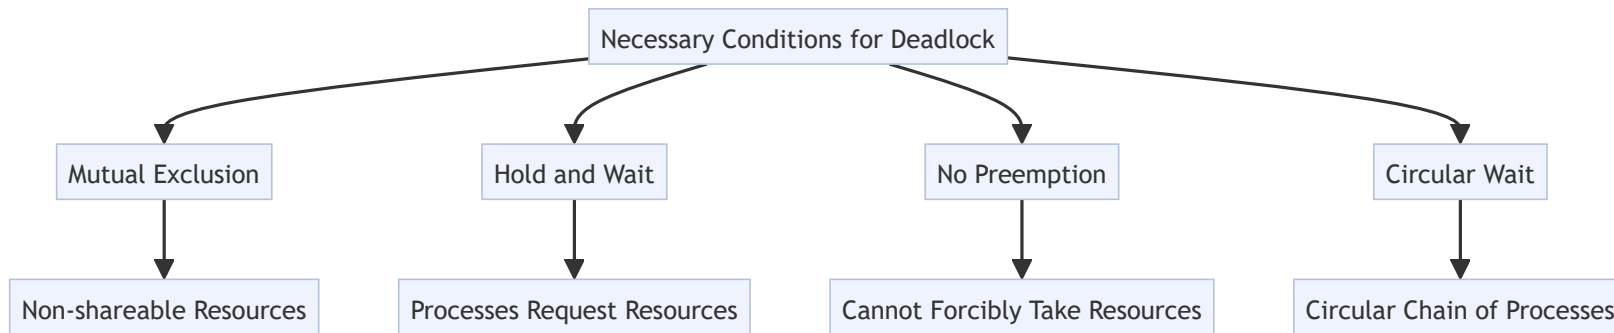 Necessary Conditions for Deadlock
Mutual Exclusion
Hold and Wait
No Preemption
Circular Wait
Non-shareable Resources
Processes Request Resources
Cannot Forcibly Take Resources
Circular Chain of Processes